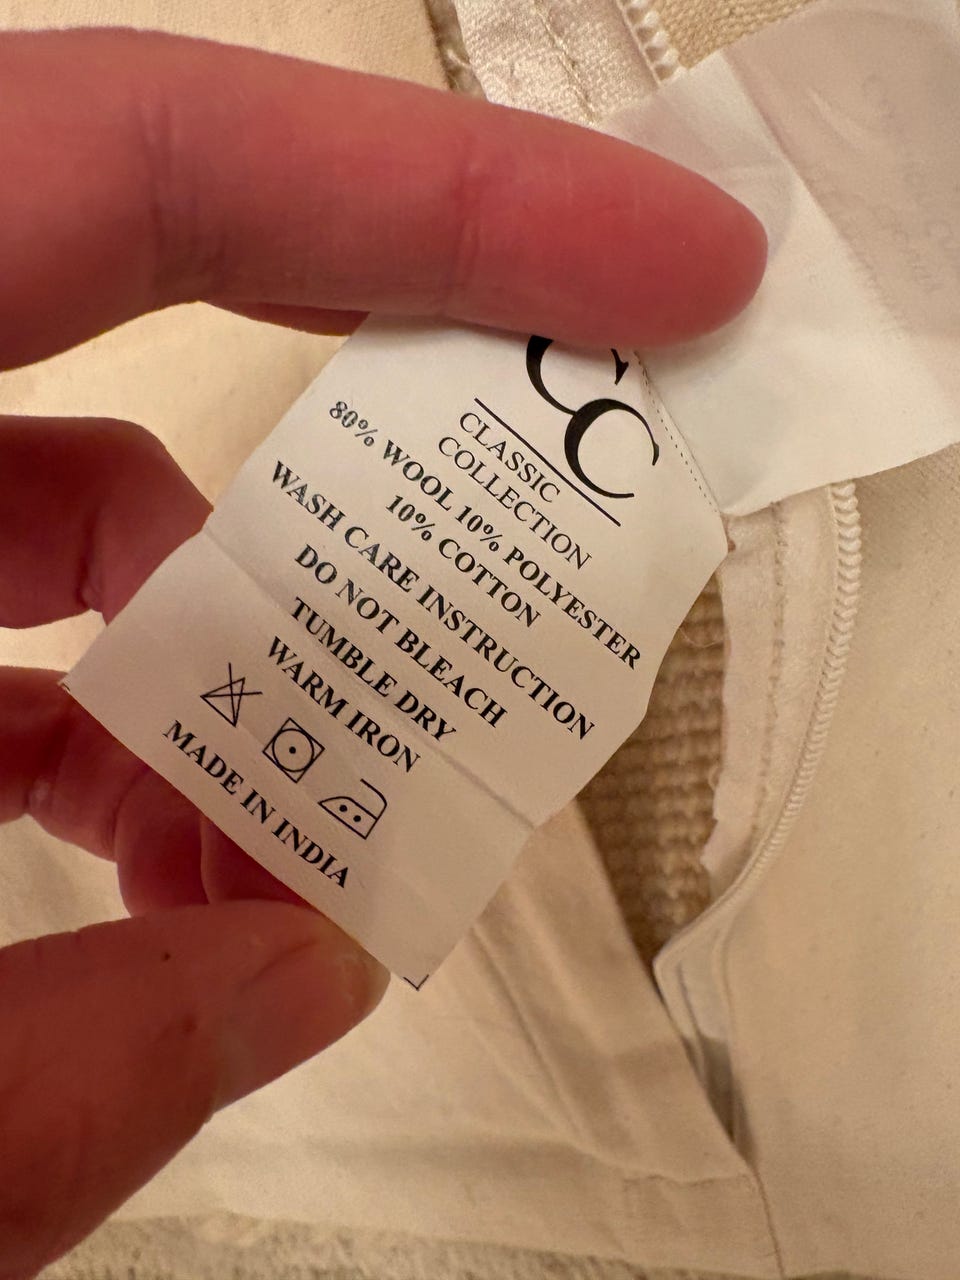 CC
CLASSIC
COLLECTION
80% WOOL 10% POLYESTER
10% COTTON
WASH CARE INSTRUCTION
DO NOT BLEACH
TUMBLE DRY
WARM IRON
MADE IN INDIA